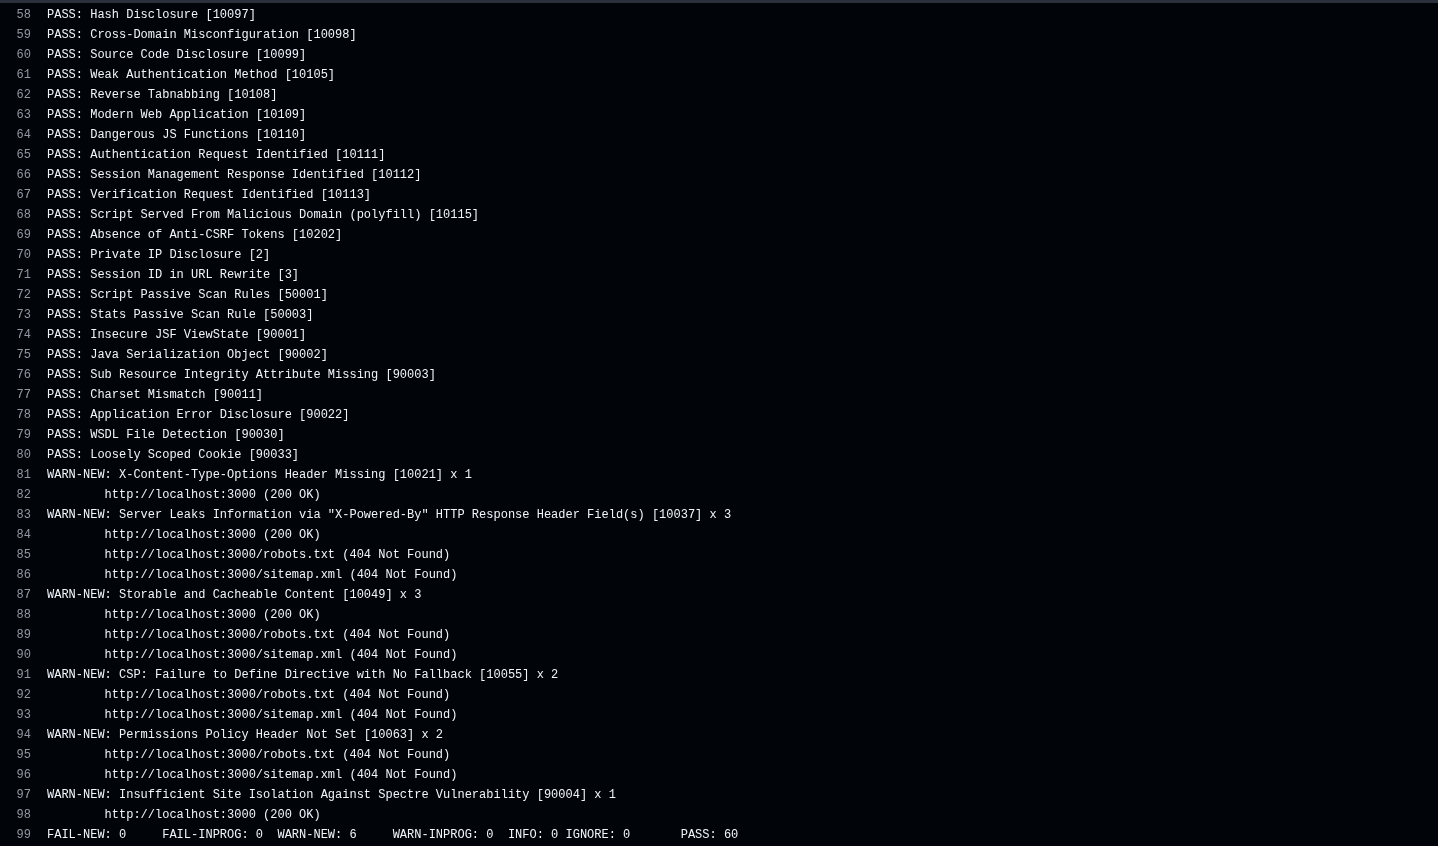 58 PASS: Hash Disclosure [10097]
59 PASS: Cross-Domain Misconfiguration [10098]
60 PASS: Source Code Disclosure [10099]
61 PASS: Weak Authentication Method [10105]
62 PASS: Reverse Tabnabbing [10108]
63 PASS: Modern Web Application [10109]
64 PASS: Dangerous JS Functions [10110]
65 PASS: Authentication Request Identified [10111]
66 PASS: Session Management Response Identified [10112]
67 PASS: Verification Request Identified [10113]
68 PASS: Script Served From Malicious Domain (polyfill) [10115]
69 PASS: Absence of Anti-CSRF Tokens [10202]
70 PASS: Private IP Disclosure [2]
71 PASS: Session ID in URL Rewrite [3]
72 PASS: Script Passive Scan Rules [50001]
73 PASS: Stats Passive Scan Rule [50003]
74 PASS: Insecure JSF ViewState [90001]
75 PASS: Java Serialization Object [90002]
76 PASS: Sub Resource Integrity Attribute Missing [90003]
77 PASS: Charset Mismatch [90011]
78 PASS: Application Error Disclosure [90022]
79 PASS: WSDL File Detection [90030]
80 PASS: Loosely Scoped Cookie [90033]
81 WARN-NEW: X-Content-Type-Options Header Missing [10021] x 1
82 http://localhost:3000 (200 OK)
83 WARN-NEW: Server Leaks Information via "X-Powered-By" HTTP Response Header Field(s) [10037] x 3
84 http://localhost:3000 (200 OK)
85 http://localhost:3000/robots.txt (404 Not Found)
86 http://localhost:3000/sitemap.xml (404 Not Found)
87 WARN-NEW: Storable and Cacheable Content [10049] x 3
88 http://localhost:3000 (200 OK)
89 http://localhost:3000/robots.txt (404 Not Found)
90 http://localhost:3000/sitemap.xml (404 Not Found)
91 WARN-NEW: CSP: Failure to Define Directive with No Fallback [10055] x 2
92 http://localhost:3000/robots.txt (404 Not Found)
93 http://localhost:3000/sitemap.xml (404 Not Found)
94 WARN-NEW: Permissions Policy Header Not Set [10063] x 2
95 http://localhost:3000/robots.txt (404 Not Found)
96 http://localhost:3000/sitemap.xml (404 Not Found)
97 WARN-NEW: Insufficient Site Isolation Against Spectre Vulnerability [90004] x 1
98 http://localhost:3000 (200 OK)
99 FAIL-NEW: 0 FAIL-INPROG: 0 WARN-NEW: 6 WARN-INPROG: 0 INFO: 0 IGNORE: 0 PASS: 60